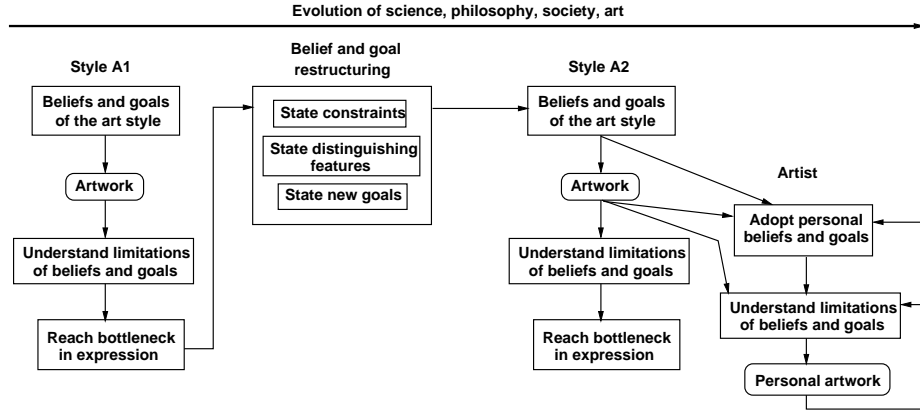 Evolution of science, philosophy, society, art
Style A1
Beliefs and goals
of the art style
Artwork
Understand limitations
of beliefs and goals
Reach bottleneck
in expression
Belief and goal
restructuring
State constraints
State distinguishing
features
State new goals
Style A2
Beliefs and goals
of the art style
Artwork
Understand limitations
of beliefs and goals
Reach bottleneck
in expression
Artist
Adopt personal
beliefs and goals
Understand limitations
of beliefs and goals
Personal artwork